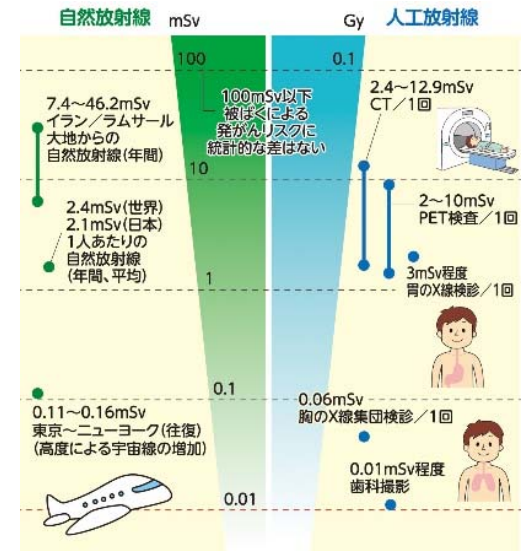 自然放射線 mSv
Gy 人工放射線
100
0.1
100mSv以下
被ばくによる
発がんリスクに
統計的な差はない
7.4〜46.2mSv
イラン/ラムサール
大地からの
自然放射線(年間)
10
2.4mSv(世界)
2.1mSv(日本)
1人あたりの
自然放射線
(年間、平均)
1
0.1
0.11〜0.16mSv
東京〜ニューヨーク(往復)
(高度による宇宙線の増加)
0.01
2.4〜12.9mSv
CT/1回
2〜10mSv
PET検査/1回
3mSv程度
胃のX線検診/1回
0.06mSv
胸のX線集団検診/1回
0.01mSv程度
歯科撮影